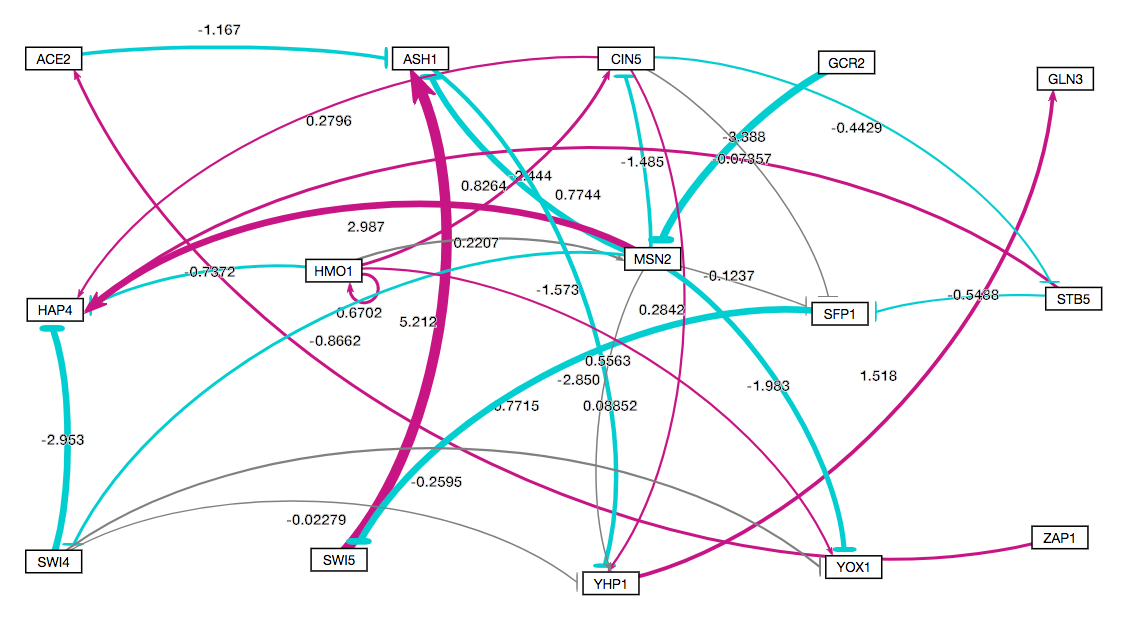 -1.167
ACE2
ASH1
CIN5
GCR2
GLN3
0.2796
-0.4429
-3.388
0.07357
-1.485
0.8264
0.7744
2.987
0.2207
MSN2
HMO1
-0.7372
-0.1237
-1.573
-0.5488
STB5
HAP4
0.6702
0.2842
SFP1
5.212
-0.8662
0.5563
-2.850
1.518
-1.983
0.7715
0.08852
-2.953
-0.2595
-0.02279
ZAP1
SWI4
SWI5
YOX1
YHP1